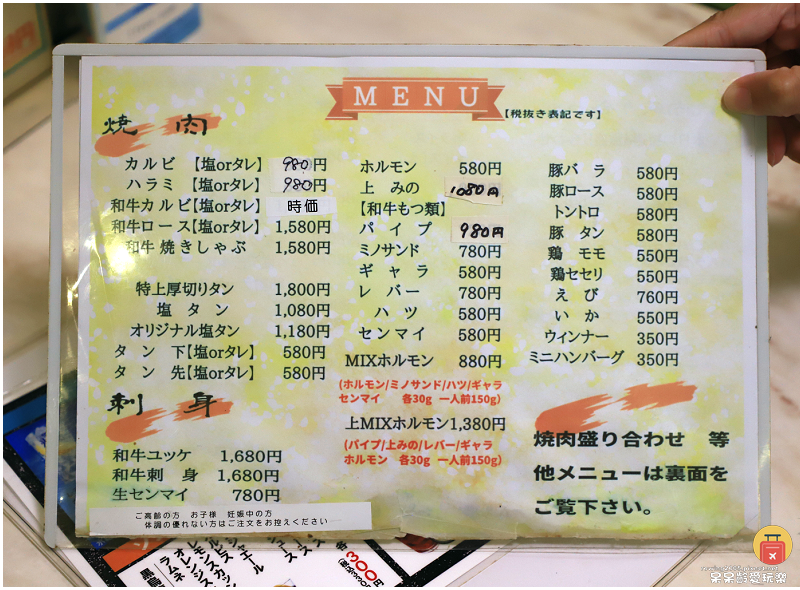 MENU
【税抜き表記です】
焼肉
カルビ 【塩orタレ】 980円
ハラミ 【塩orタレ】 980円
和牛カルビ【塩orタレ】 時価
和牛ロース【塩orタレ】 1,580円
和牛焼きしゃぶ 1,580円
特上厚切りタン 1,800円
塩タン 1,080円
オリジナル塩タン 1,180円
タン下【塩orタレ】 580円
タン先【塩orタレ】 580円
刺身
和牛ユッケ 1,680円
和牛刺 身 1,680円
生センマイ 780円
ご高齢の方 お子様 妊娠中の方
体調の優れない方はご注文をお控えください
ホルモン 580円
上みの 1080円
【和牛もつ類】
パイプ 980円
ミノサンド 780円
ギャラ 580円
レバー 780円
ハツ 580円
センマイ 580円
MIXホルモン 880円
(ホルモン/ミノサンド/ハツ/ギャラ
センマイ 各30g 一人前150g)
上MIXホルモン1,380円
(パイプ/上みの/レバー/ギャラ
ホルモン 各30g 一人前150g)
豚バラ 580円
豚ロース 580円
トントロ 580円
豚タン 580円
鶏モモ 550円
鶏セセリ 550円
えび 760円
いか 550円
ウィンナー 350円
ミニハンバーグ 350円
焼肉盛り合わせ 等
他メニューは裏面を
ご覧下さい。
各300円
呆呆齡愛玩樂